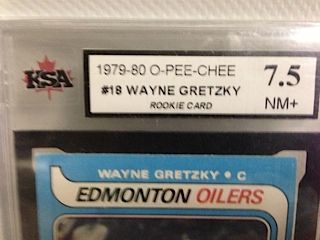 KSA
1979-80 O-PEE-CHEE
#18 WAYNE GRETZKY
ROOKIE CARD
7.5
NM+
WAYNE GRETZKY • C
EDMONTON OILERS